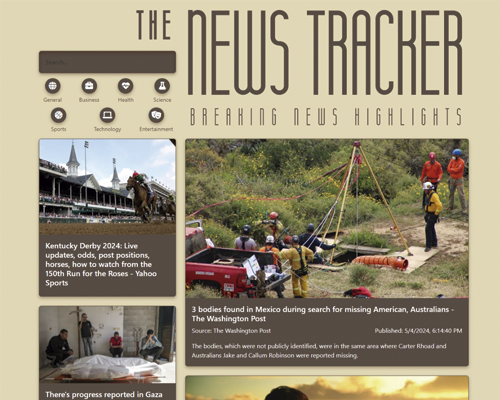 THE
NEWS TRACKER
BREAKING NEWS HIGHLIGHTS
Search...
General
Business
Health
Science
Sports
Technology
Entertainment
Kentucky Derby 2024: Live
updates, odds, post positions,
horses, how to watch from the
150th Run for the Roses - Yahoo
Sports
3 bodies found in Mexico during search for missing American, Australians -
The Washington Post
Source: The Washington Post
Published: 5/4/2024, 6:14:40 PM
The bodies, which were not publicly identified, were in the same area where Carter Rhoad and
Australians Jake and Callum Robinson were reported missing.
There's progress reported in Gaza